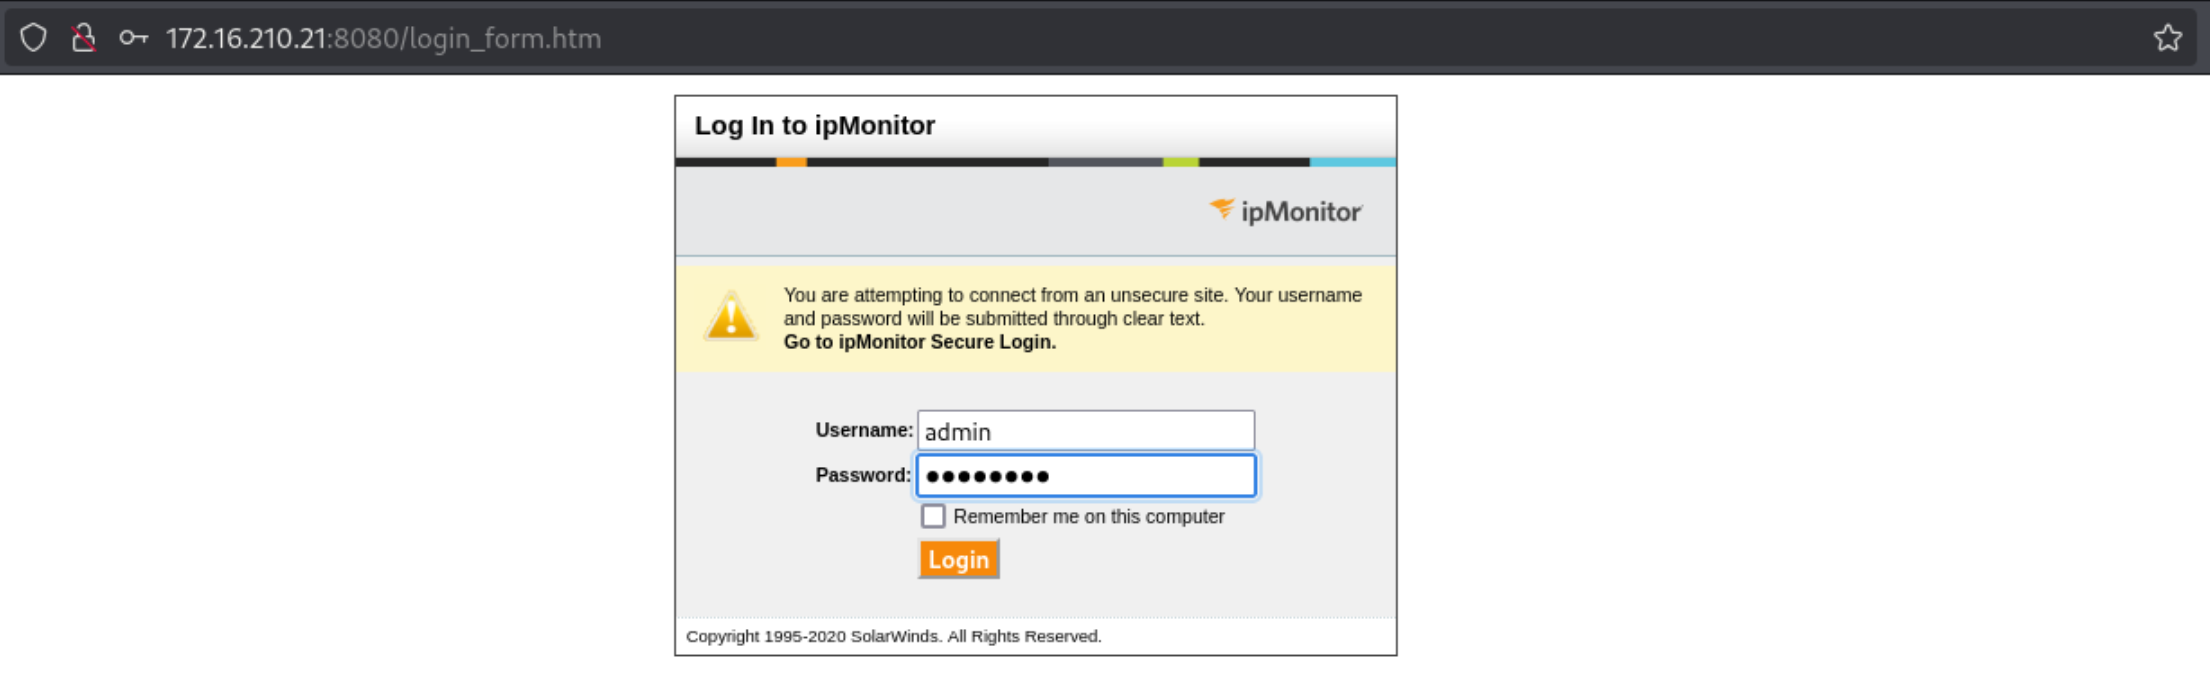 172.16.210.21:8080/login_form.htm
Log In to ipMonitor
ipMonitor
You are attempting to connect from an unsecure site. Your username
and password will be submitted through clear text.
Go to ipMonitor Secure Login.
Username: admin
Password: ●●●●●●●●
Remember me on this computer
Login
Copyright 1995-2020 SolarWinds. All Rights Reserved.